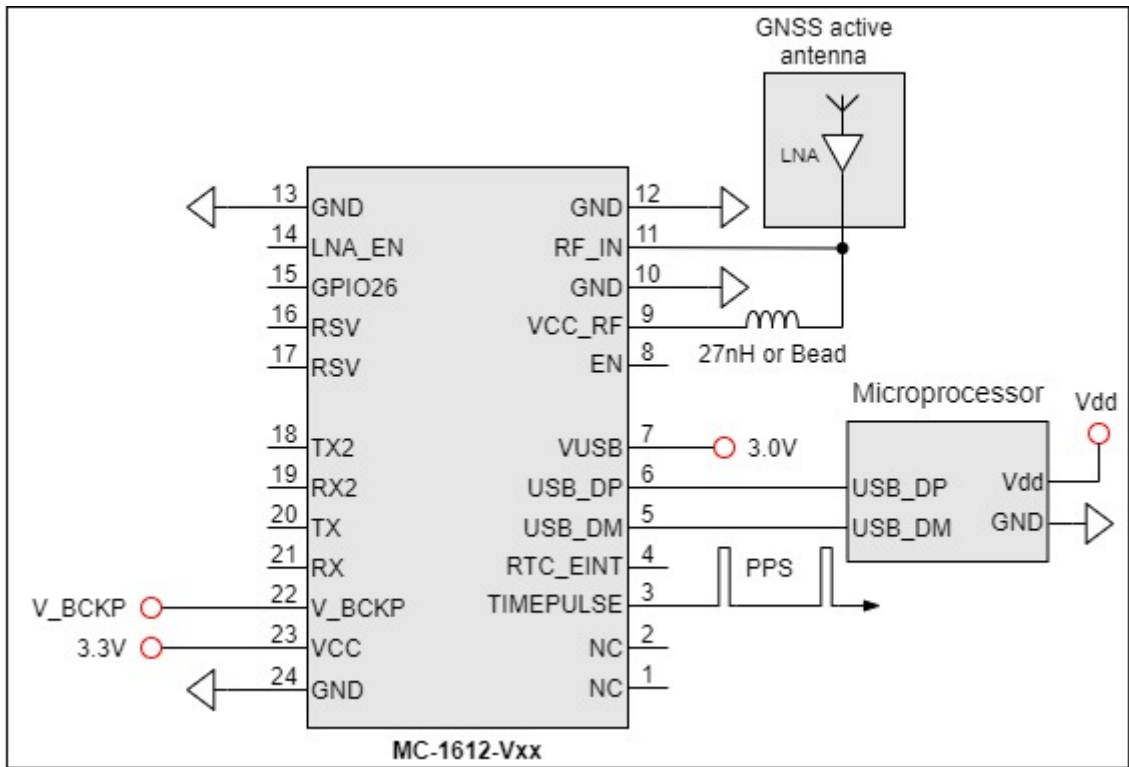 GNSS active
antenna
LNA
13 GND GND 12
14 LNA_EN RF_IN 11
15 GPIO26 GND 10
16 RSV VCC_RF 9
27nH or Bead
17 RSV EN 8
Microprocessor
Vdd
18 TX2 VUSB 7 3.0V
19 RX2 USB_DP 6 USB_DP Vdd
20 TX USB_DM 5 USB_DM GND
21 RX RTC_EINT 4 PPS
V_BCKP 22 V_BCKP TIMEPULSE 3
3.3V 23 VCC NC 2
24 GND NC 1
MC-1612-Vxx